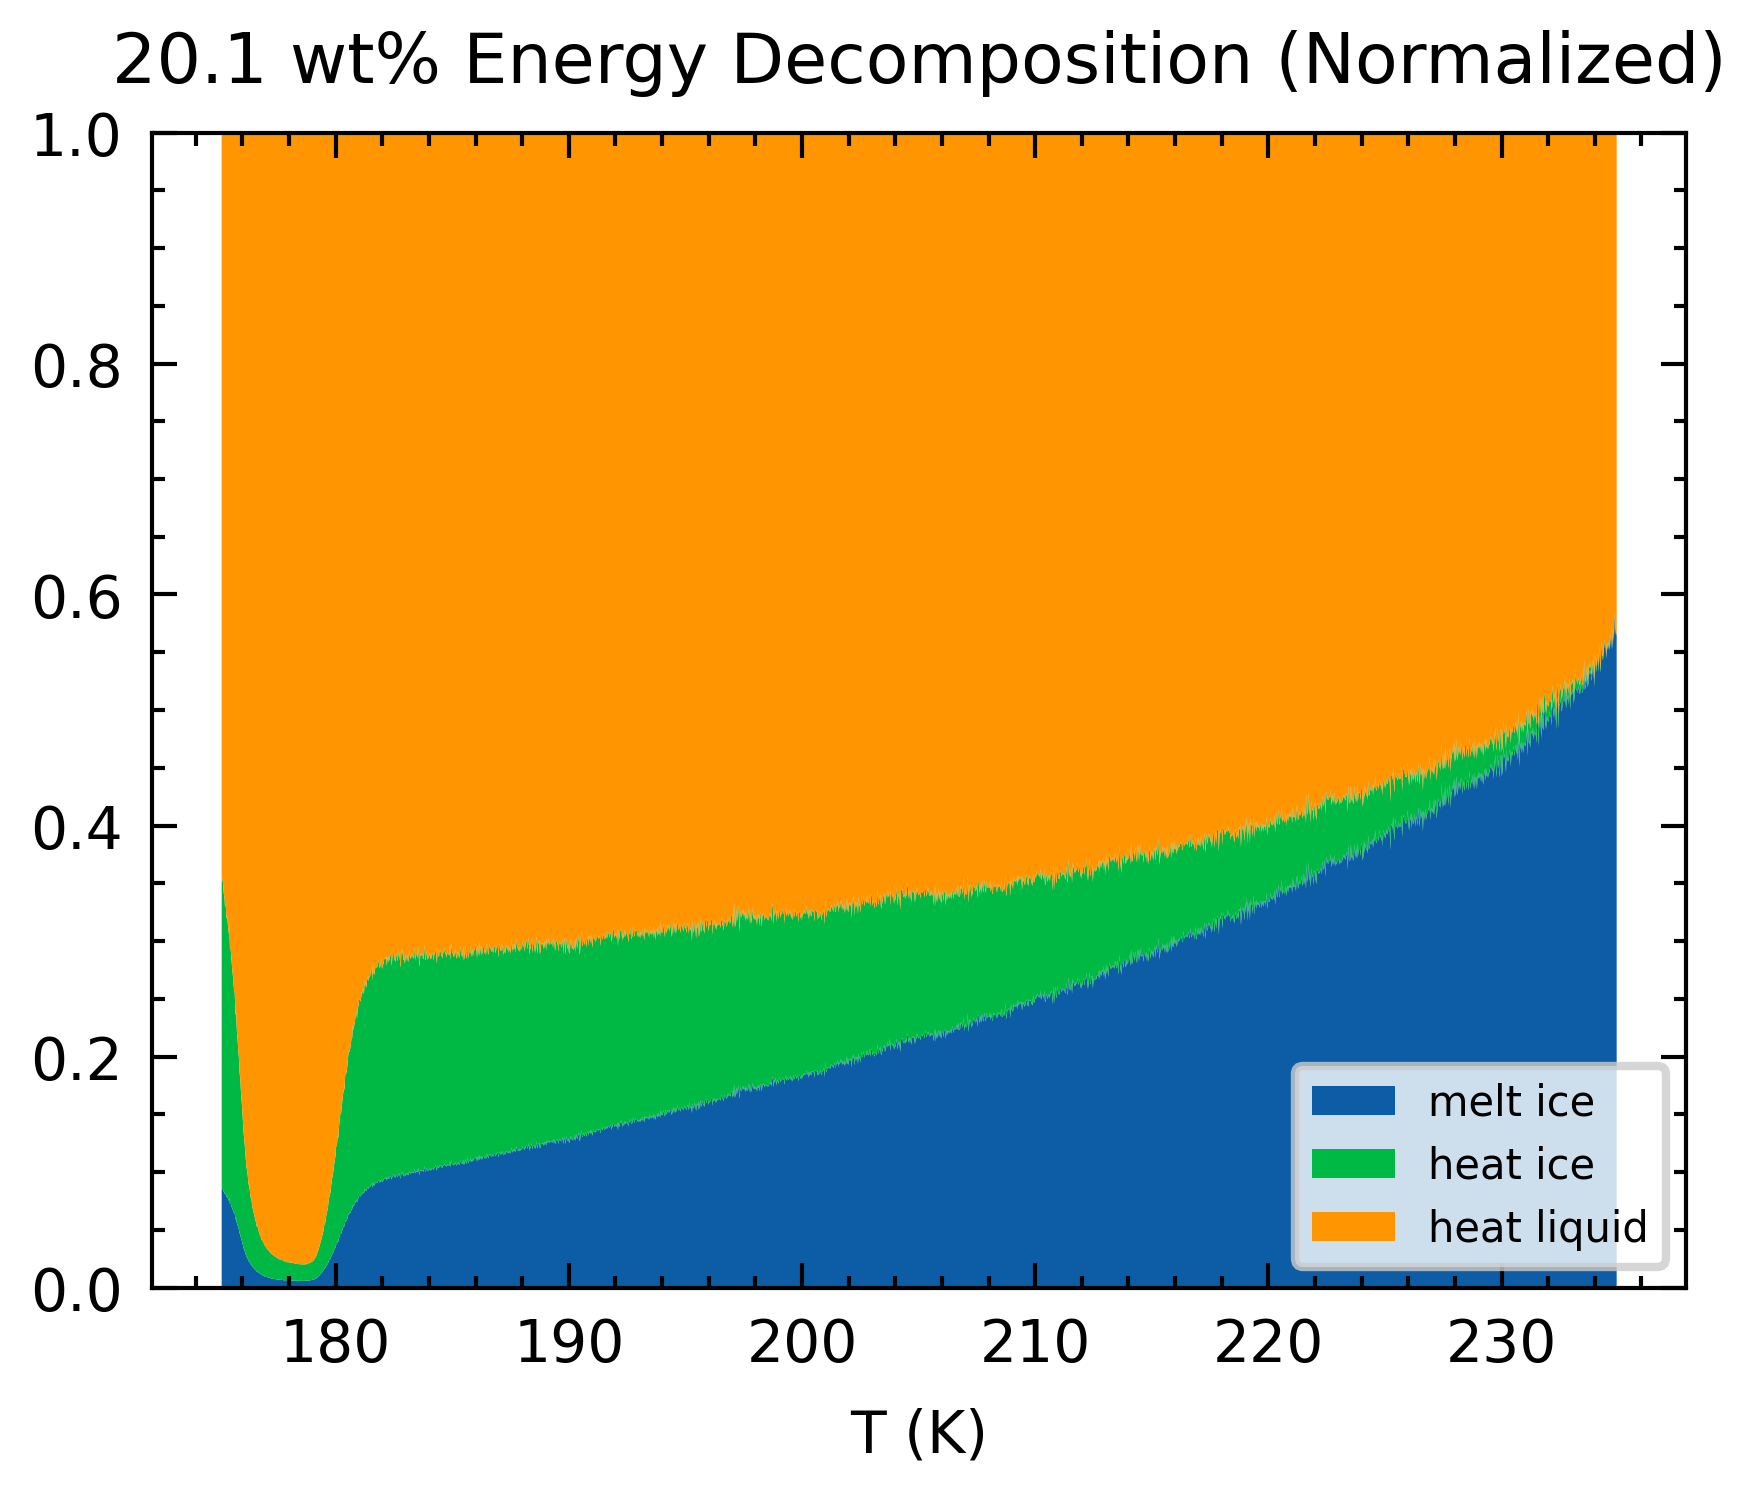 20.1 wt% Energy Decomposition (Normalized)
1.0
0.8
0.6
0.4
0.2
0.0
melt ice
heat ice
heat liquid
180 190 200 210 220 230
T (K)